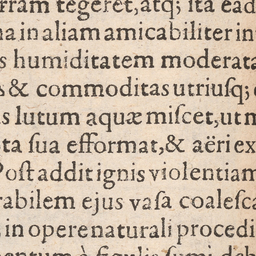 rram tegeret, atq; ita ead
na in aliam amicabiliter in
s humiditatem moderata
s & commoditas utriusq; c
s lutum aquæ miſcet, ut m
ta ſua efformat, & aëri ex
Poſt addit ignis violentiam
rabilem ejus vaſa coaleſca
in opere naturali procedi